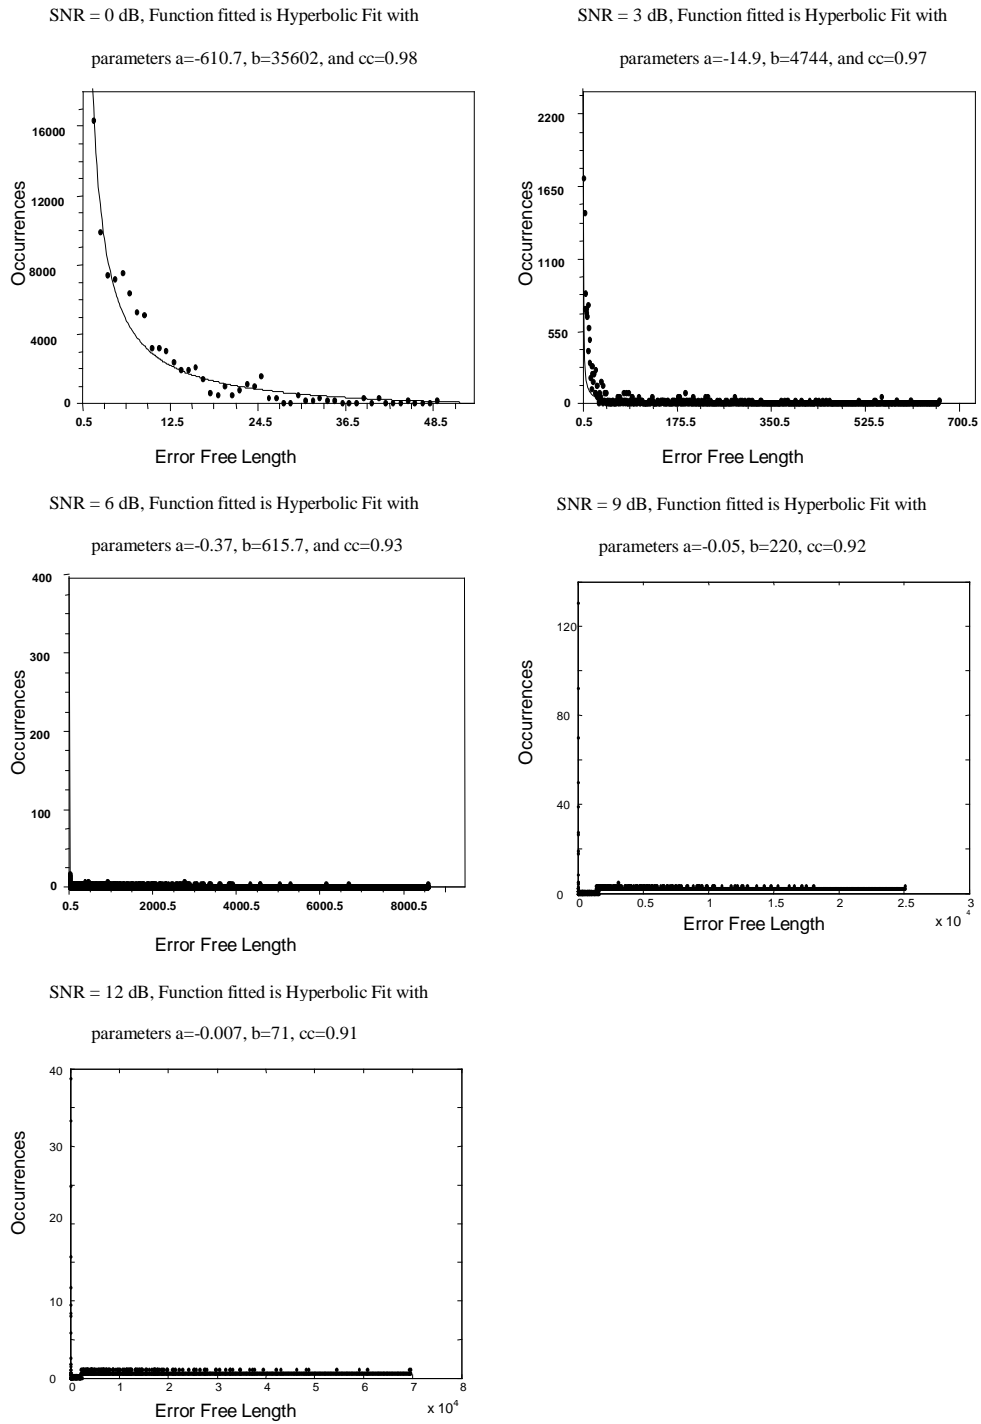 SNR = 0 dB, Function fitted is Hyperbolic Fit with
parameters a=-610.7, b=35602, and cc=0.98
16000
12000
8000
4000
0
Occurrences
0.5 12.5 24.5 36.5 48.5
Error Free Length
SNR = 3 dB, Function fitted is Hyperbolic Fit with
parameters a=-14.9, b=4744, and cc=0.97
2200
1650
1100
550
0
Occurrences
0.5 175.5 350.5 525.5 700.5
Error Free Length
SNR = 6 dB, Function fitted is Hyperbolic Fit with
parameters a=-0.37, b=615.7, and cc=0.93
400
300
200
100
0
Occurrences
0.5 2000.5 4000.5 6000.5 8000.5
Error Free Length
SNR = 9 dB, Function fitted is Hyperbolic Fit with
parameters a=-0.05, b=220, cc=0.92
120
80
40
0
Occurrences
0 0.5 1 1.5 2 2.5 3
x 10 4
Error Free Length
SNR = 12 dB, Function fitted is Hyperbolic Fit with
parameters a=-0.007, b=71, cc=0.91
40
30
20
10
0
Occurrences
0 1 2 3 4 5 6 7 8
x 10 4
Error Free Length